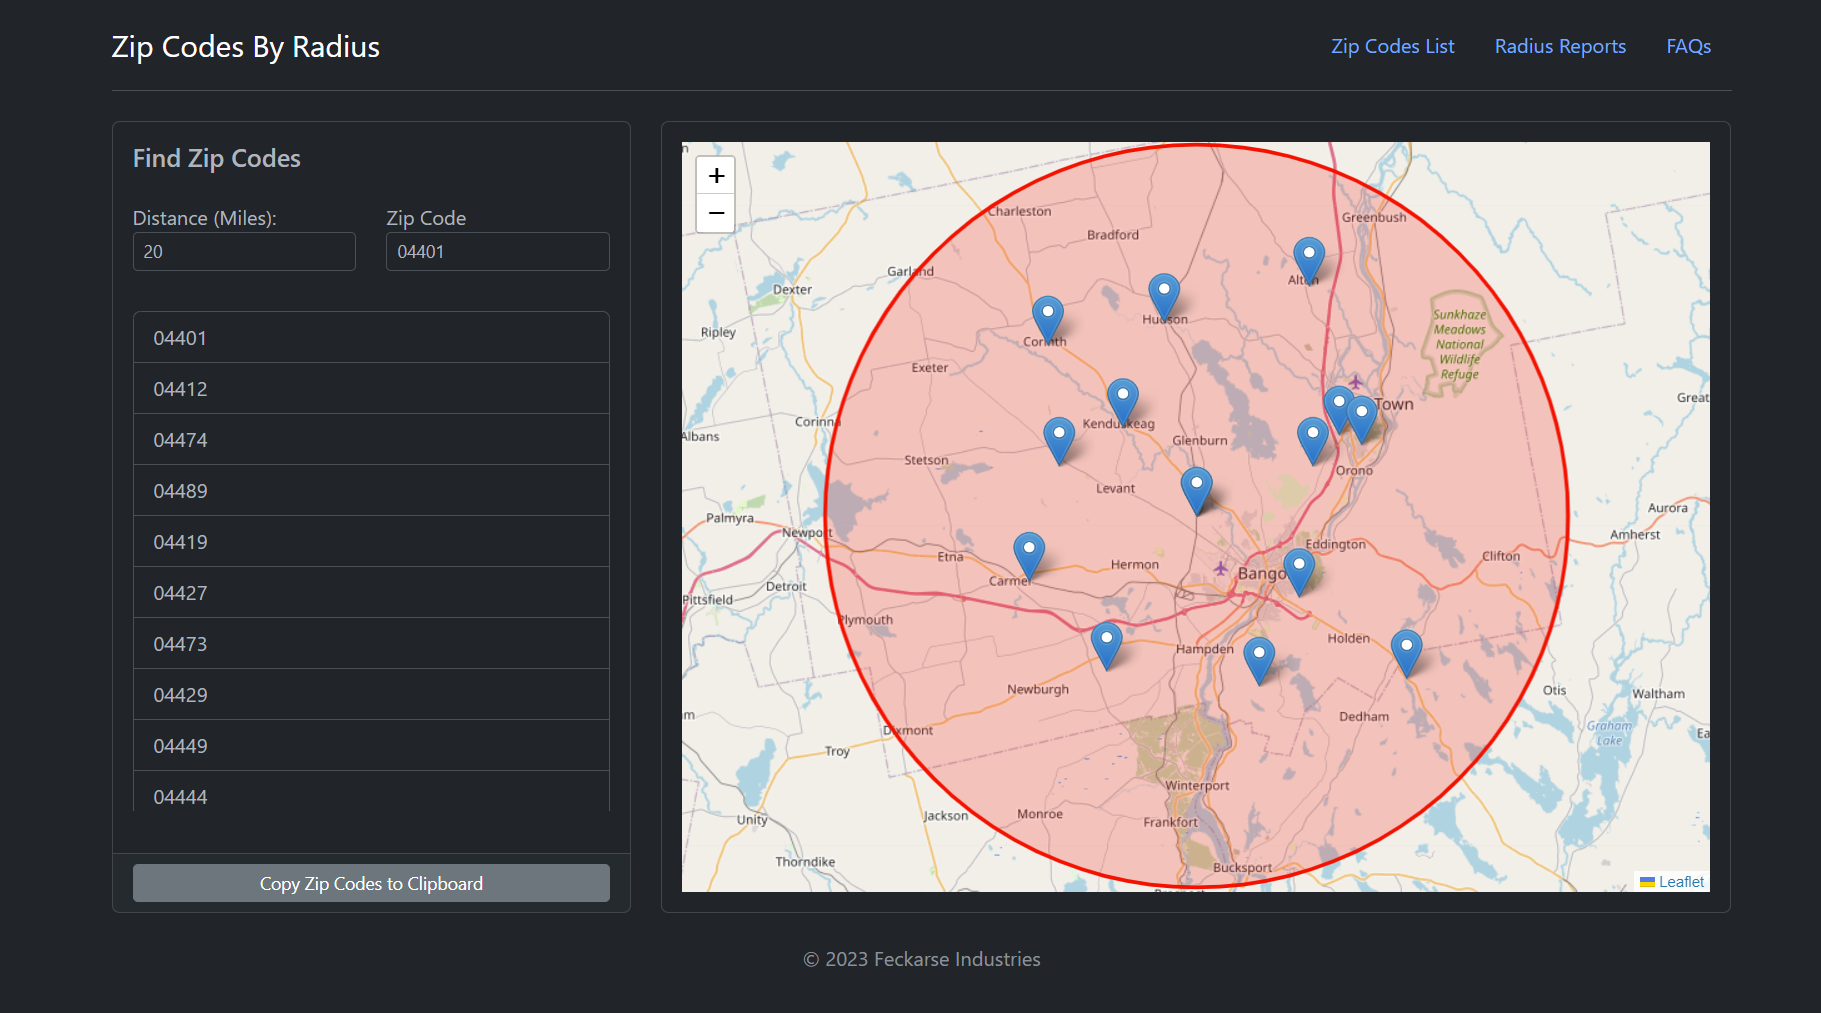 Zip Codes By Radius
Zip Codes List
Radius Reports
FAQs
Find Zip Codes
Distance (Miles):
Zip Code
20
04401
04401
04412
04474
04489
04419
04427
04473
04429
04449
04444
Copy Zip Codes to Clipboard
+
−
Charleston
Greenbush
Bradford
Garland
Dexter
Hudson
Sunkhaze
Meadows
National
Wildlife
Refuge
Ripley
Corinth
Exeter
Great
Town
Corinna
Kenduskeag
Albans
Glenburn
Stetson
Orono
Levant
Aurora
Palmyra
Newport
Amherst
Eddington
Etna
Clifton
Hermon
Carmel
Detroit
Pittsfield
Plymouth
Holden
Hampden
Newburgh
Otis
Waltham
Dedham
Graham
Lake
Dixmont
Troy
Winterport
Monroe
Jackson
Unity
Frankfort
Thorndike
Bucksport
Leaflet
© 2023 Feckarse Industries